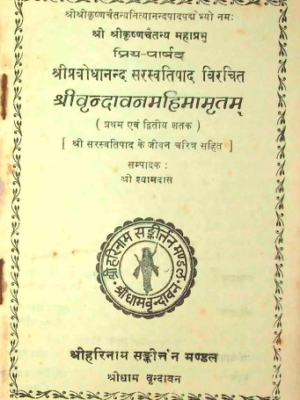 श्रीश्रीकृष्णचैतन्यनित्यानन्दपादपद्मेभ्यो नमः
श्री श्रीकृष्णचैतन्य महाप्रभु
प्रिय-पार्षद
श्रीप्रबोधानन्द सरस्वतिपाद विरचित
श्रीवृन्दावनमहिमामृतम्
( प्रथम एवं द्वितीय शतक )
[ श्री सरस्वतिपाद के जीवन चरित्र सहित ]
सम्पादक :
श्री श्यामदास
श्रीहरिनाम सङ्कीर्तन मण्डल
श्रीधाम वृन्दावन
श्रीहरिनाम सङ्कीर्तन मण्डल
श्रीधाम वृन्दावन